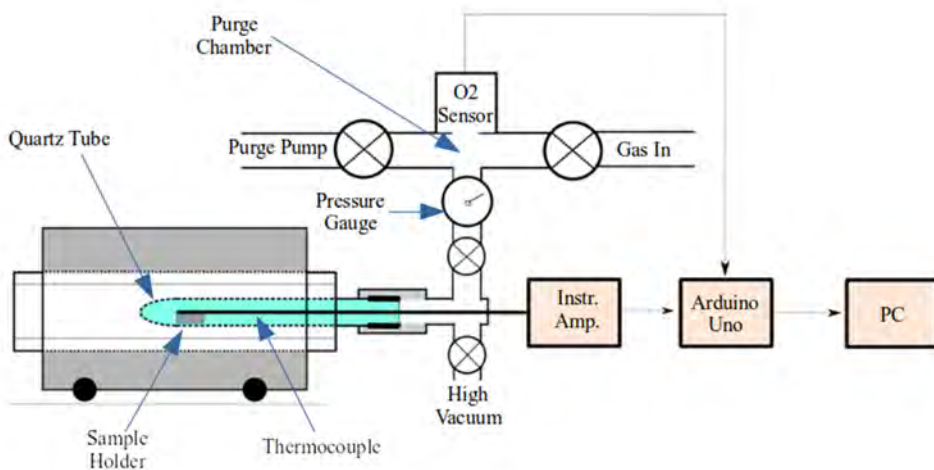 Purge
Chamber
O2
Sensor
Quartz Tube
Purge Pump
Gas In
Pressure
Gauge
Instr.
Amp.
Arduino
Uno
PC
High
Vacuum
Sample
Holder
Thermocouple